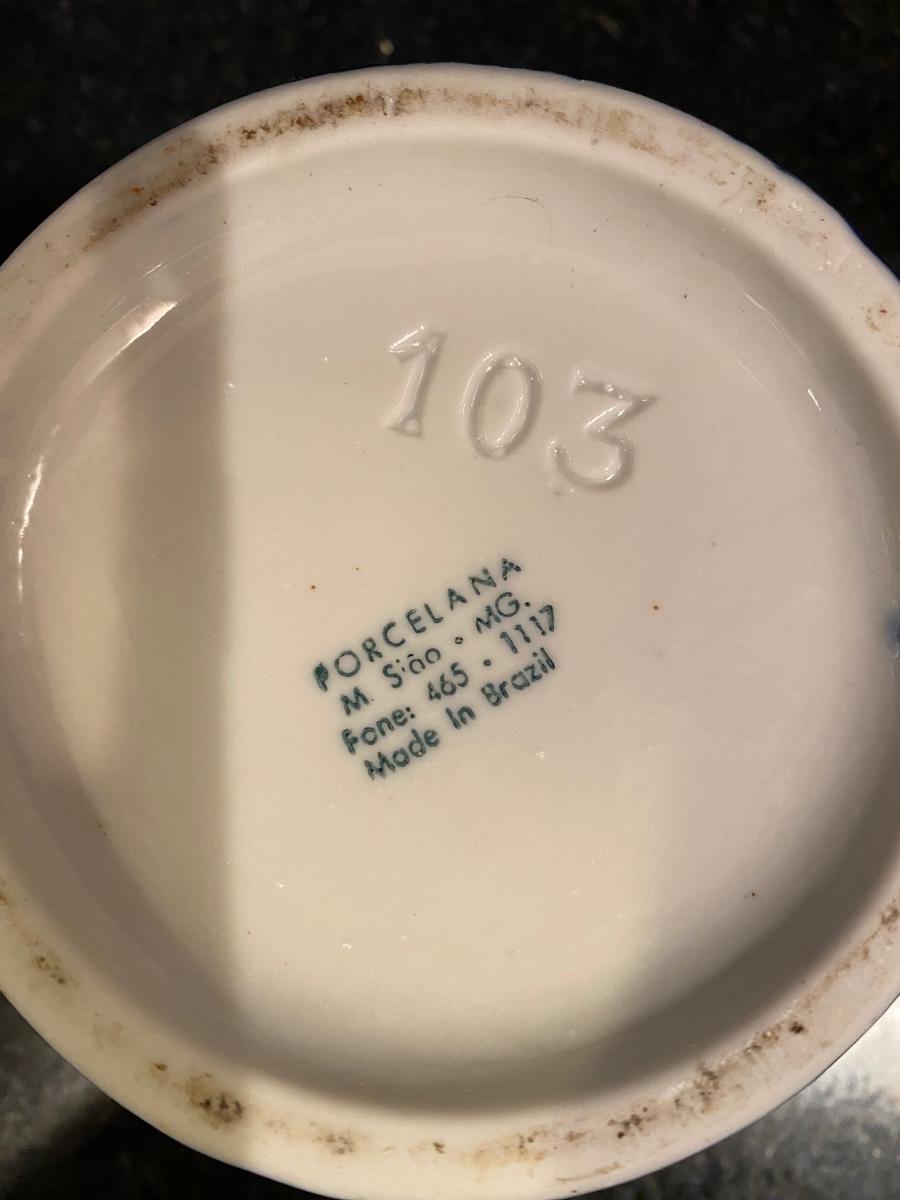 103
PORCELANA
M. Sião • MG.
Fone: 465 • 1117
Made In Brazil